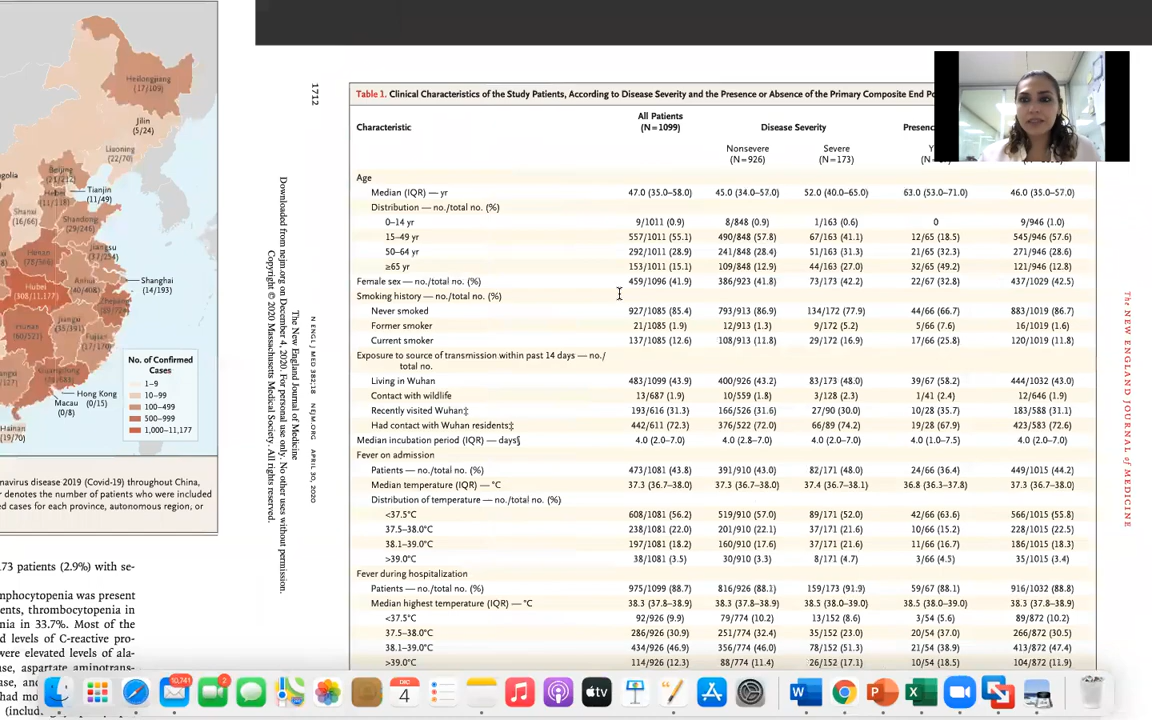 Heilongjiang
(17/109)
Jilin
(5/24)
Liaoning
(22/70)
Beijing
(21/212)
Tianjin
(11/49)
Hebei
(11/118)
Shanxi
(16/66)
Shandong
(29/246)
Henan
Jiangsu
(37/254)
Shanghai
(14/193)
Hubei
(308/11,177)
Anhui
(40/408)
Hunan
(60/521)
Jiangxi
(35/391)
Fujian
(17/170)
Hong Kong
(0/15)
Macau
(0/8)
Hainan
(19/70)
No. of Confirmed
Cases
1–9
10–99
100–499
500–999
1,000–11,177
navirus disease 2019 (Covid-19) throughout China,
r denotes the number of patients who were included
ed cases for each province, autonomous region, or
73 patients (2.9%) with se-
mphocytopenia was present
ents, thrombocytopenia in
nia in 33.7%. Most of the
d levels of C-reactive pro-
were elevated levels of ala-
se, aspartate aminotrans-
ase, and
had mo
(includ
1712
Downloaded from nejm.org on December 4, 2020. For personal use only. No other uses without permission.
Copyright © 2020 Massachusetts Medical Society. All rights reserved.
The New England Journal of Medicine
N ENGL J MED 382;18 NEJM.ORG APRIL 30, 2020
Table 1. Clinical Characteristics of the Study Patients, According to Disease Severity and the Presence or Absence of the Primary Composite End Po
Characteristic
All Patients
(N=1099)
Disease Severity
Presenc
Nonsevere
(N=926)
Severe
(N=173)
Age
Median (IQR) — yr 47.0 (35.0–58.0) 45.0 (34.0–57.0) 52.0 (40.0–65.0) 63.0 (53.0–71.0) 46.0 (35.0–57.0)
Distribution — no./total no. (%)
0–14 yr 9/1011 (0.9) 8/848 (0.9) 1/163 (0.6) 0 9/946 (1.0)
15–49 yr 557/1011 (55.1) 490/848 (57.8) 67/163 (41.1) 12/65 (18.5) 545/946 (57.6)
50–64 yr 292/1011 (28.9) 241/848 (28.4) 51/163 (31.3) 21/65 (32.3) 271/946 (28.6)
≥65 yr 153/1011 (15.1) 109/848 (12.9) 44/163 (27.0) 32/65 (49.2) 121/946 (12.8)
Female sex — no./total no. (%) 459/1096 (41.9) 386/923 (41.8) 73/173 (42.2) 22/67 (32.8) 437/1029 (42.5)
Smoking history — no./total no. (%)
Never smoked 927/1085 (85.4) 793/913 (86.9) 134/172 (77.9) 44/66 (66.7) 883/1019 (86.7)
Former smoker 21/1085 (1.9) 12/913 (1.3) 9/172 (5.2) 5/66 (7.6) 16/1019 (1.6)
Current smoker 137/1085 (12.6) 108/913 (11.8) 29/172 (16.9) 17/66 (25.8) 120/1019 (11.8)
Exposure to source of transmission within past 14 days — no./
total no.
Living in Wuhan 483/1099 (43.9) 400/926 (43.2) 83/173 (48.0) 39/67 (58.2) 444/1032 (43.0)
Contact with wildlife 13/687 (1.9) 10/559 (1.8) 3/128 (2.3) 1/41 (2.4) 12/646 (1.9)
Recently visited Wuhan‡ 193/616 (31.3) 166/526 (31.6) 27/90 (30.0) 10/28 (35.7) 183/588 (31.1)
Had contact with Wuhan residents‡ 442/611 (72.3) 376/522 (72.0) 66/89 (74.2) 19/28 (67.9) 423/583 (72.6)
Median incubation period (IQR) — days§ 4.0 (2.0–7.0) 4.0 (2.8–7.0) 4.0 (2.0–7.0) 4.0 (1.0–7.5) 4.0 (2.0–7.0)
Fever on admission
Patients — no./total no. (%) 473/1081 (43.8) 391/910 (43.0) 82/171 (48.0) 24/66 (36.4) 449/1015 (44.2)
Median temperature (IQR) — °C 37.3 (36.7–38.0) 37.3 (36.7–38.0) 37.4 (36.7–38.1) 36.8 (36.3–37.8) 37.3 (36.7–38.0)
Distribution of temperature — no./total no. (%)
<37.5°C 608/1081 (56.2) 519/910 (57.0) 89/171 (52.0) 42/66 (63.6) 566/1015 (55.8)
37.5–38.0°C 238/1081 (22.0) 201/910 (22.1) 37/171 (21.6) 10/66 (15.2) 228/1015 (22.5)
38.1–39.0°C 197/1081 (18.2) 160/910 (17.6) 37/171 (21.6) 11/66 (16.7) 186/1015 (18.3)
>39.0°C 38/1081 (3.5) 30/910 (3.3) 8/171 (4.7) 3/66 (4.5) 35/1015 (3.4)
Fever during hospitalization
Patients — no./total no. (%) 975/1099 (88.7) 816/926 (88.1) 159/173 (91.9) 59/67 (88.1) 916/1032 (88.8)
Median highest temperature (IQR) — °C 38.3 (37.8–38.9) 38.3 (37.8–38.9) 38.5 (38.0–39.0) 38.5 (38.0–39.0) 38.3 (37.8–38.9)
<37.5°C 92/926 (9.9) 79/774 (10.2) 13/152 (8.6) 3/54 (5.6) 89/872 (10.2)
37.5–38.0°C 286/926 (30.9) 251/774 (32.4) 35/152 (23.0) 20/54 (37.0) 266/872 (30.5)
38.1–39.0°C 434/926 (46.9) 356/774 (46.0) 78/152 (51.3) 21/54 (38.9) 413/872 (47.4)
>39.0°C 114/926 (12.3) 88/774 (11.4) 26/152 (17.1) 10/54 (18.5) 104/872 (11.9)
The NEW ENGLAND JOURNAL of MEDICINE
10,741
2
DEC
4
tv